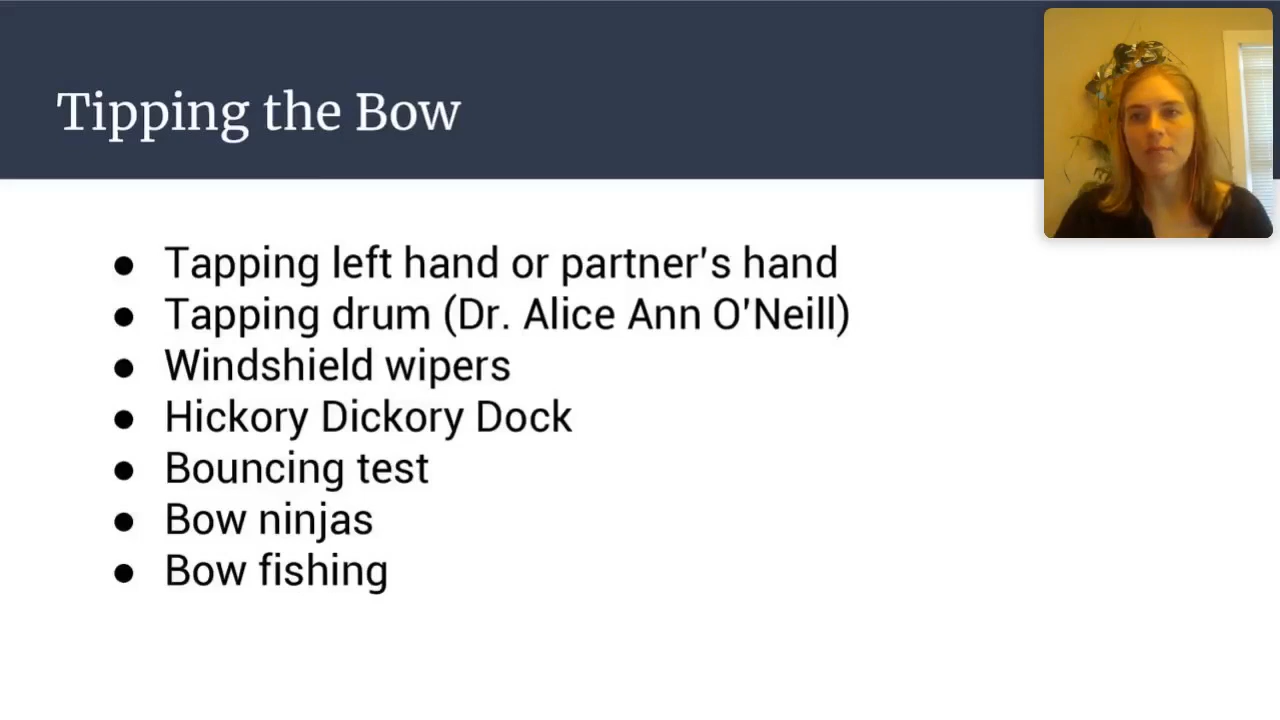 Tipping the Bow
● Tapping left hand or partner's hand
● Tapping drum (Dr. Alice Ann O'Neill)
● Windshield wipers
● Hickory Dickory Dock
● Bouncing test
● Bow ninjas
● Bow fishing